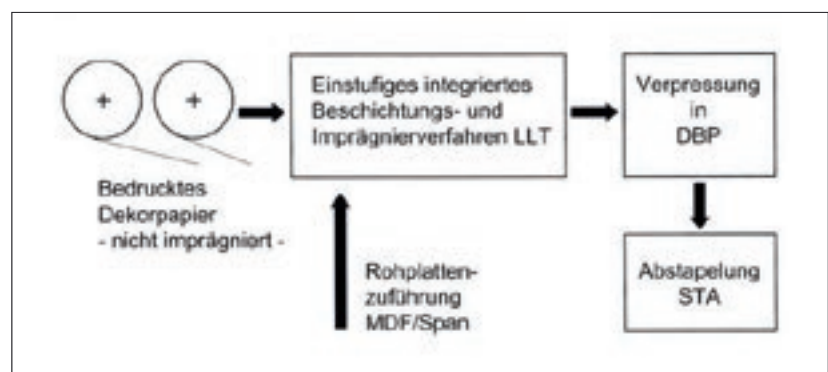 Einstufiges integriertes
Beschichtungs- und
Imprägnierverfahren LLT
Verpressung
in
DBP
Bedrucktes
Dekorpapier
- nicht imprägniert -
Rohplatten-
zuführung
MDF/Span
Abstapelung
STA